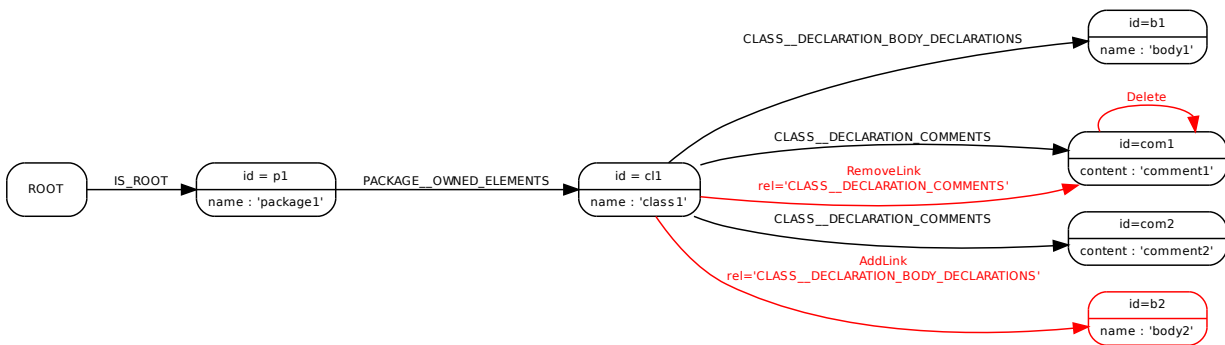 ROOT
IS_ROOT
id = p1
name : 'package1'
PACKAGE__OWNED_ELEMENTS
id = cl1
name : 'class1'
CLASS__DECLARATION_BODY_DECLARATIONS
id=b1
name : 'body1'
Delete
CLASS__DECLARATION_COMMENTS
id=com1
content : 'comment1'
RemoveLink
rel='CLASS__DECLARATION_COMMENTS'
CLASS__DECLARATION_COMMENTS
id=com2
content : 'comment2'
AddLink
rel='CLASS__DECLARATION_BODY_DECLARATIONS'
id=b2
name : 'body2'